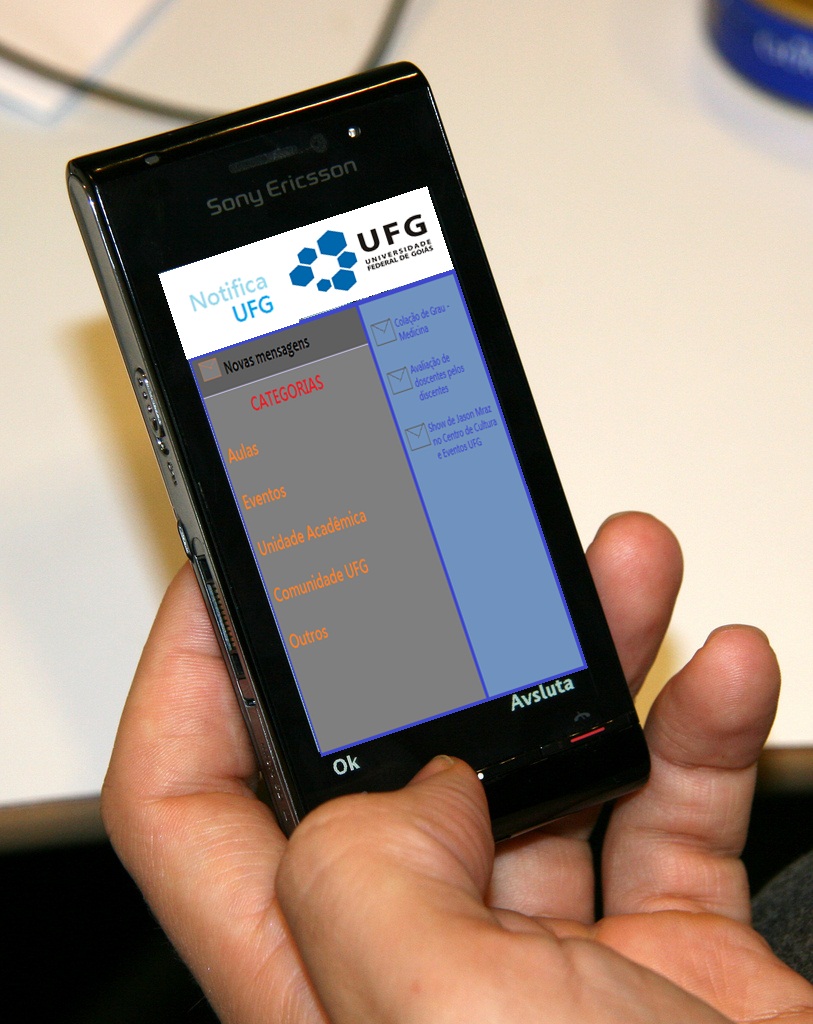 Sony Ericsson
Notifica
UFG
UFG
UNIVERSIDADE
FEDERAL DE GOIÁS
Novas mensagens
CATEGORIAS
Aulas
Eventos
Unidade Acadêmica
Comunidade UFG
Outros
Colação de Grau -
Medicina
Avaliação de
doscentes pelos
discentes
Show de Jason Mraz
no Centro de Cultura
e Eventos UFG
Ok
Avsluta